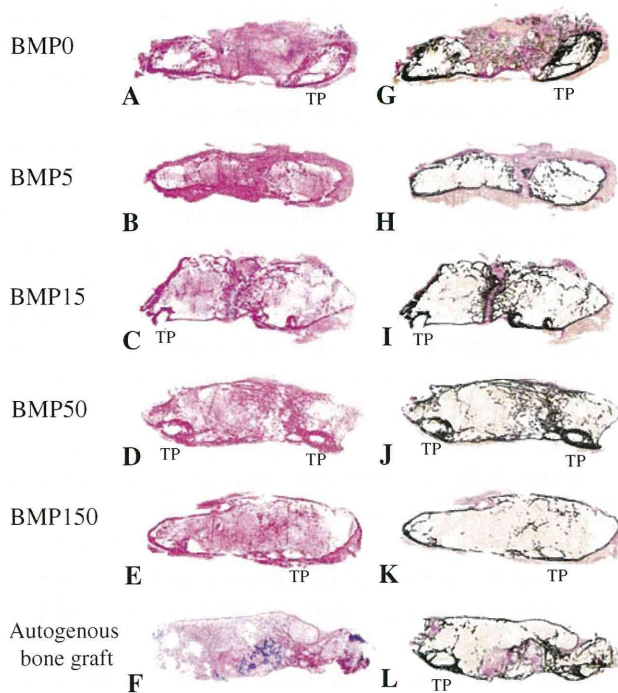 BMP0
A
TP
G
TP
BMP5
B
H
BMP15
C
TP
I
TP
BMP50
D
TP
TP
J
TP
TP
BMP150
E
TP
K
TP
Autogenous
bone graft
F
L
TP